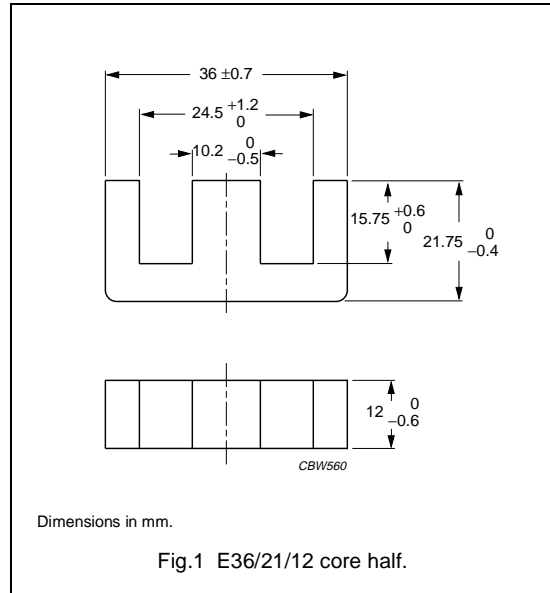 36 ±0.7
24.5 +1.2 0
10.2 0 −0.5
15.75 +0.6 0
21.75 0 −0.4
12 0 −0.6
CBW560
Dimensions in mm.
Fig.1 E36/21/12 core half.